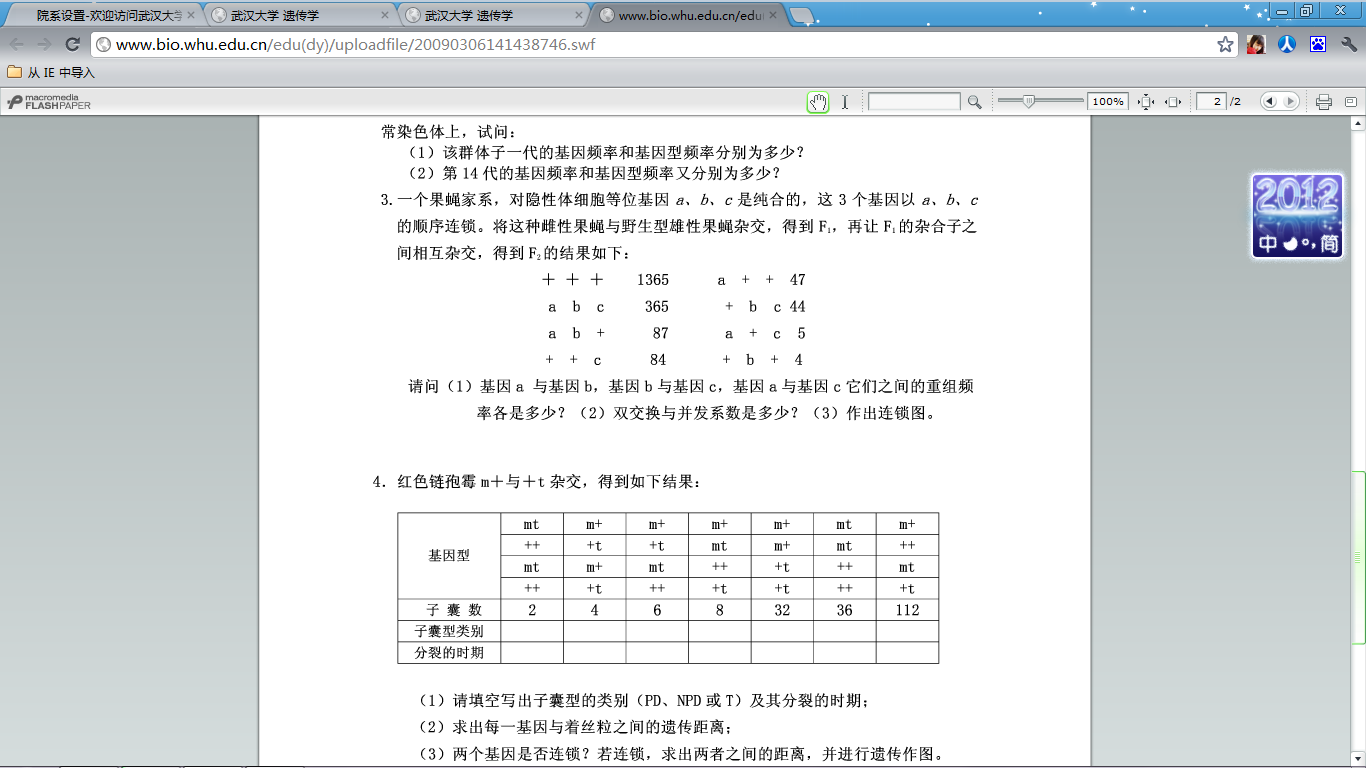 院系设置-欢迎访问武汉大学
武汉大学 遗传学
武汉大学 遗传学
www.bio.whu.edu.cn/edu
www.bio.whu.edu.cn/edu(dy)/uploadfile/20090306141438746.swf
从 IE 中导入
macromedia
FLASHPAPER
100%
2 /2
常染色体上，试问：
（1）该群体子一代的基因频率和基因型频率分别为多少？
（2）第 14 代的基因频率和基因型频率又分别为多少？
3.一个果蝇家系，对隐性体细胞等位基因 a、b、c 是纯合的，这 3 个基因以 a、b、c
的顺序连锁。将这种雌性果蝇与野生型雄性果蝇杂交，得到 F₁，再让 F₁的杂合子之
间相互杂交，得到 F₂的结果如下：
＋ ＋ ＋ 1365 a + + 47
a b c 365 + b c 44
a b + 87 a + c 5
+ + c 84 + b + 4
请问（1）基因a 与基因b，基因b与基因c，基因a与基因c它们之间的重组频
率各是多少？（2）双交换与并发系数是多少？（3）作出连锁图。
4. 红色链孢霉 m＋与＋t 杂交，得到如下结果：
基因型 mt m+ m+ m+ m+ mt m+
++ +t +t mt m+ mt ++
mt m+ mt ++ +t ++ mt
++ +t ++ +t +t ++ +t
子 囊 数 2 4 6 8 32 36 112
子囊型类别
分裂的时期
（1）请填空写出子囊型的类别（PD、NPD 或 T）及其分裂的时期；
（2）求出每一基因与着丝粒之间的遗传距离；
（3）两个基因是否连锁？若连锁，求出两者之间的距离，并进行遗传作图。
2012
中 简